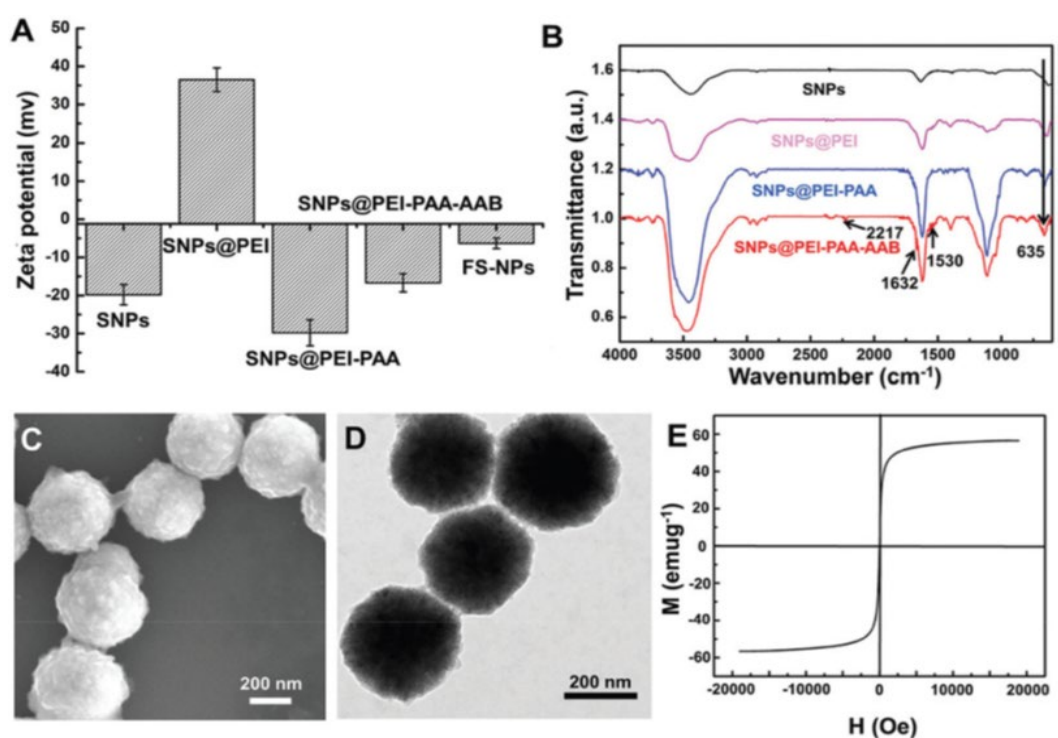 A
Zeta potential (mv)
50
40
30
20
10
0
-10
-20
-30
-40
SNPs
SNPs@PEI
SNPs@PEI-PAA
SNPs@PEI-PAA-AAB
FS-NPs
B
Transmittance (a.u.)
1.6
1.4
1.2
1.0
0.8
0.6
SNPs
SNPs@PEI
SNPs@PEI-PAA
SNPs@PEI-PAA-AAB
2217
1632
1530
635
4000 3500 3000 2500 2000 1500 1000
Wavenumber (cm⁻¹)
C
200 nm
D
200 nm
E
M (emug⁻¹)
60
40
20
0
-20
-40
-60
-20000 -10000 0 10000 20000
H (Oe)